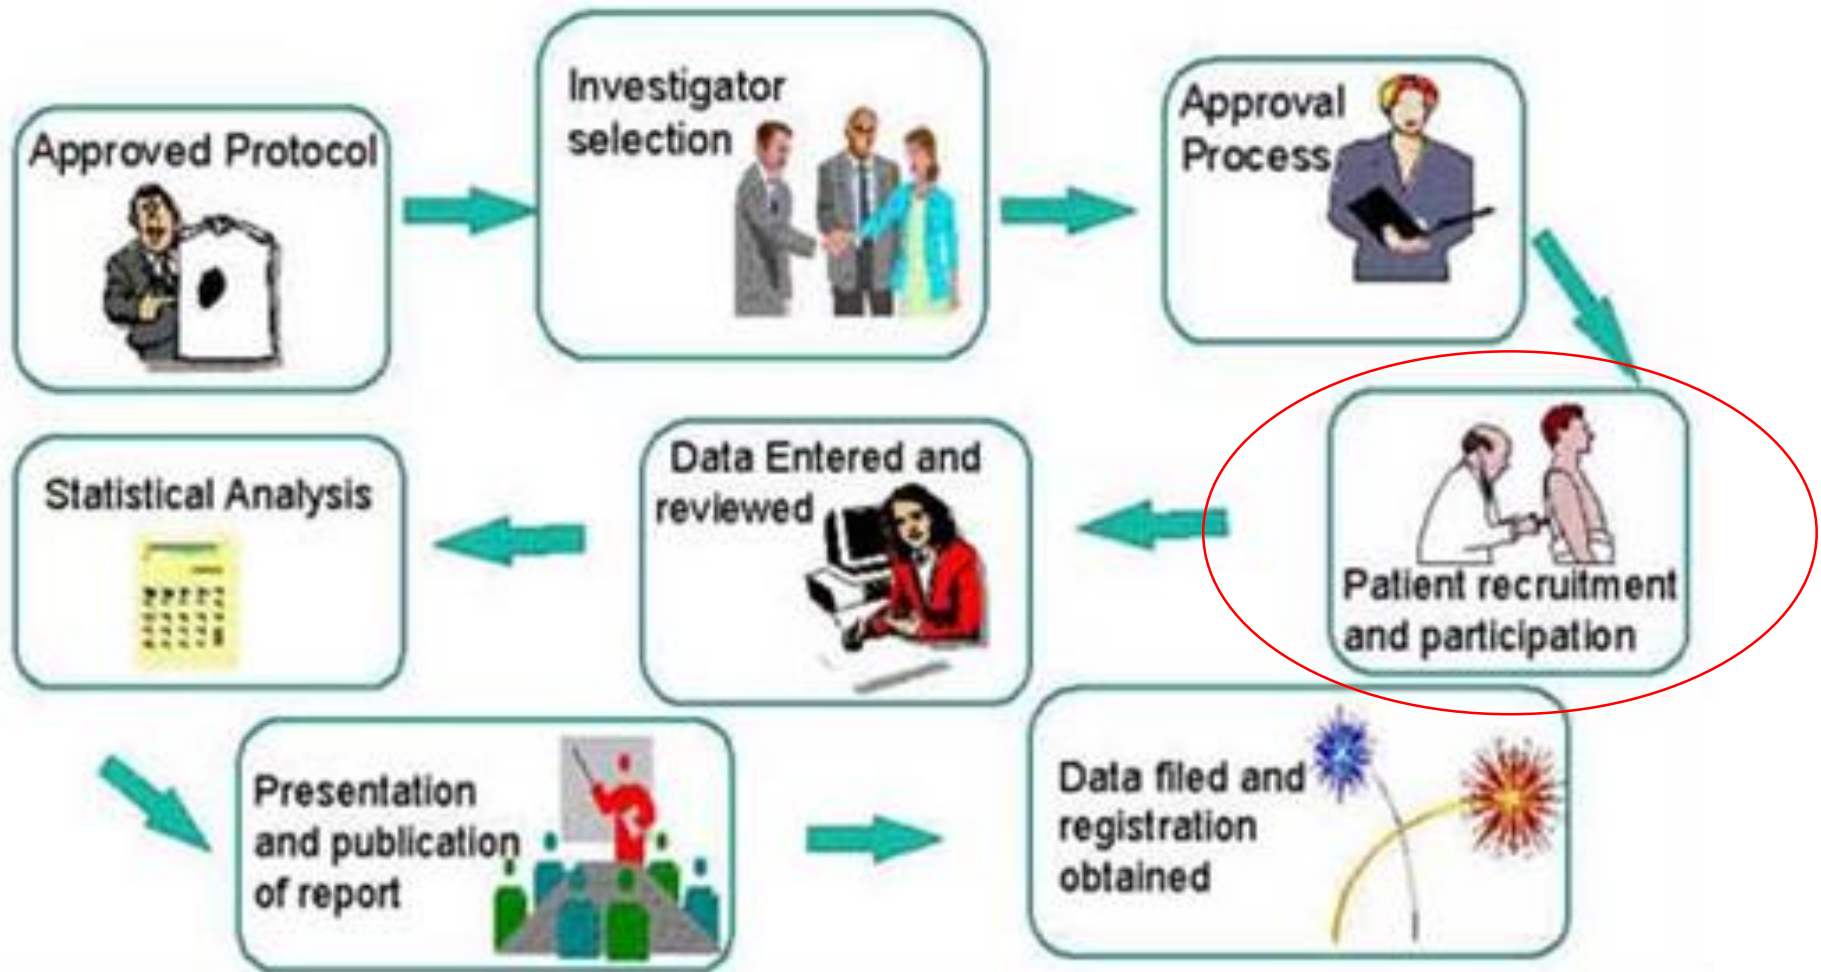 Approved Protocol
Investigator
selection
Approval
Process
Patient recruitment
and participation
Data Entered and
reviewed
Statistical Analysis
Presentation
and publication
of report
Data filed and
registration
obtained